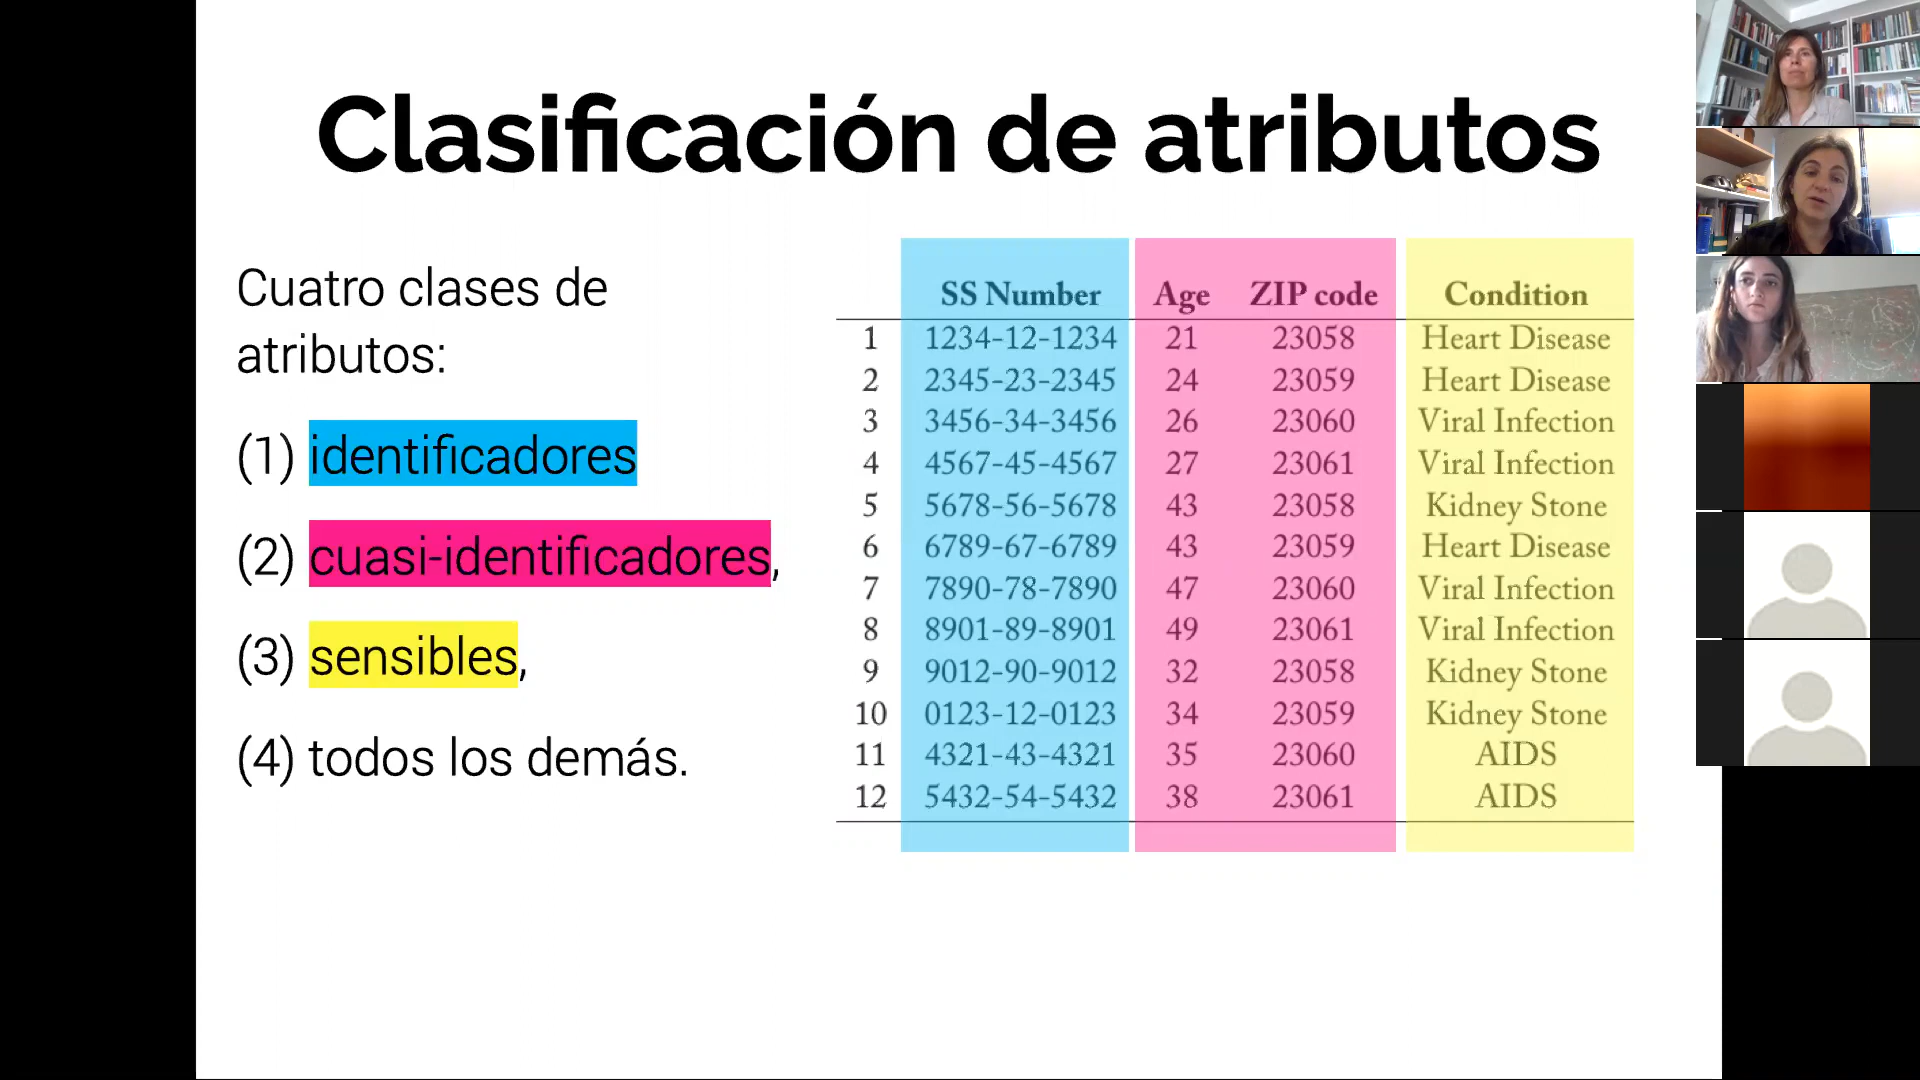 Clasificación de atributos
Cuatro clases de
atributos:
(1) identificadores
(2) cuasi-identificadores,
(3) sensibles,
(4) todos los demás.
SS Number Age ZIP code Condition
1 1234-12-1234 21 23058 Heart Disease
2 2345-23-2345 24 23059 Heart Disease
3 3456-34-3456 26 23060 Viral Infection
4 4567-45-4567 27 23061 Viral Infection
5 5678-56-5678 43 23058 Kidney Stone
6 6789-67-6789 43 23059 Heart Disease
7 7890-78-7890 47 23060 Viral Infection
8 8901-89-8901 49 23061 Viral Infection
9 9012-90-9012 32 23058 Kidney Stone
10 0123-12-0123 34 23059 Kidney Stone
11 4321-43-4321 35 23060 AIDS
12 5432-54-5432 38 23061 AIDS